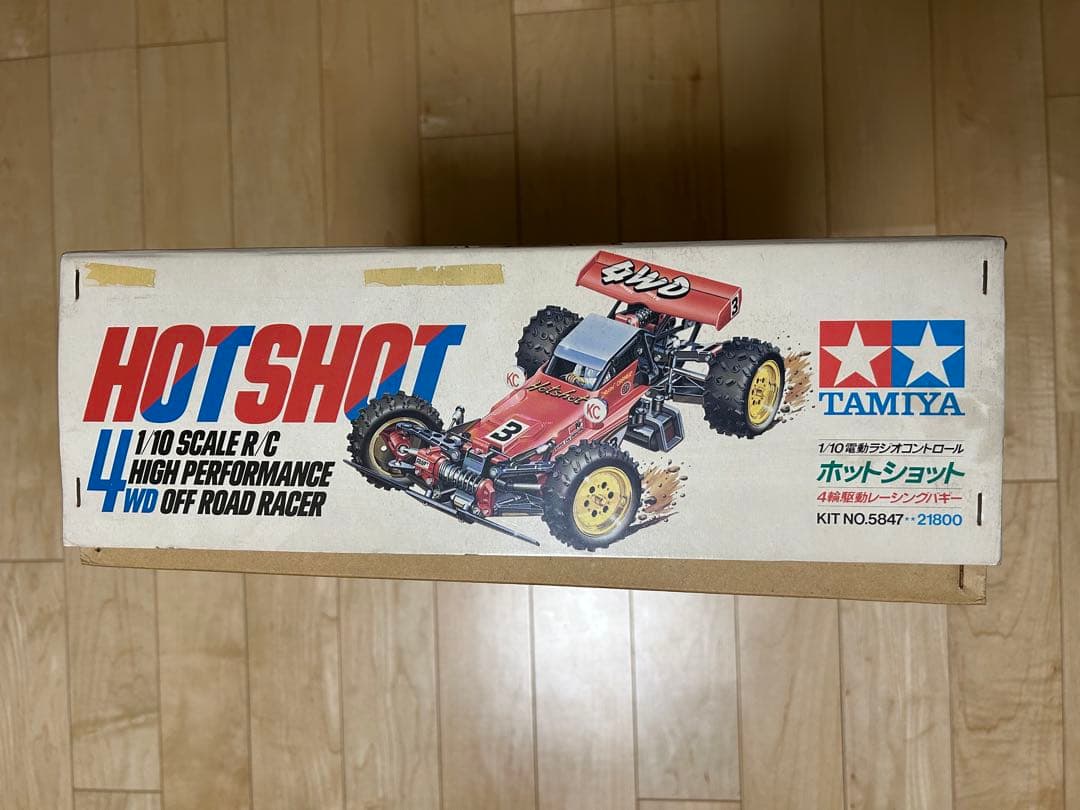 HOTSHOT
4WD
1/10 SCALE R/C
HIGH PERFORMANCE
OFF ROAD RACER
4WD
3
KC
Hotshot
KC
3
TAMIYA
1/10電動ラジオコントロール
ホットショット
4輪駆動レーシングバギー
KIT NO.5847★★21800